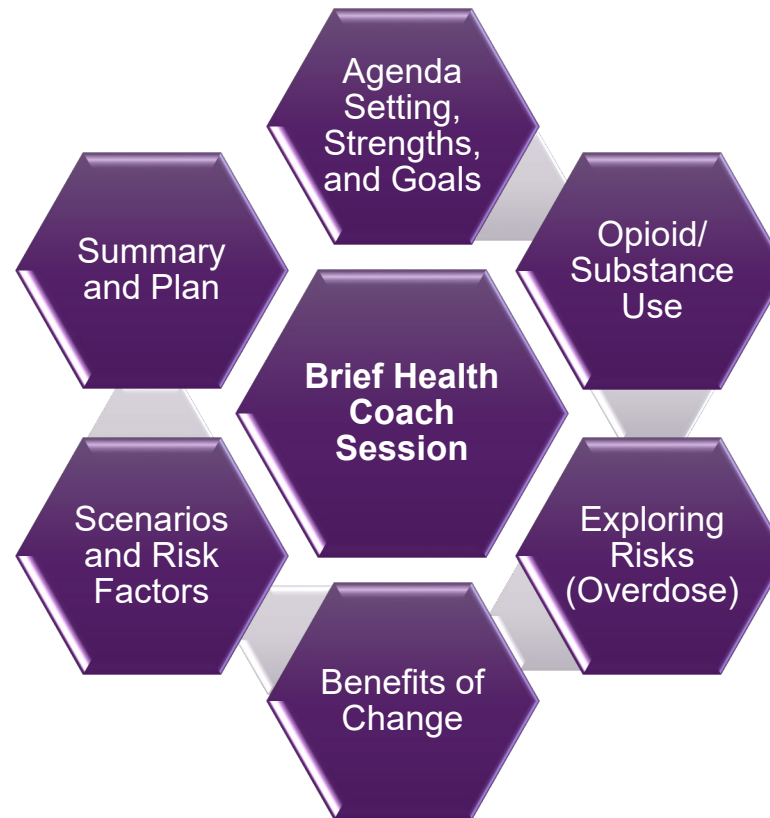 Agenda
Setting,
Strengths,
and Goals
Opioid/
Substance
Use
Exploring
Risks
(Overdose)
Benefits of
Change
Scenarios
and Risk
Factors
Summary
and Plan
Brief Health
Coach
Session